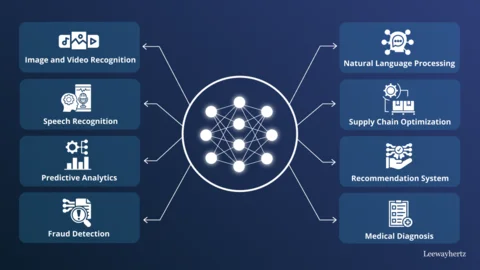 Image and Video Recognition
Speech Recognition
Predictive Analytics
Fraud Detection
Natural Language Processing
Supply Chain Optimization
Recommendation System
Medical Diagnosis
Leewayhertz